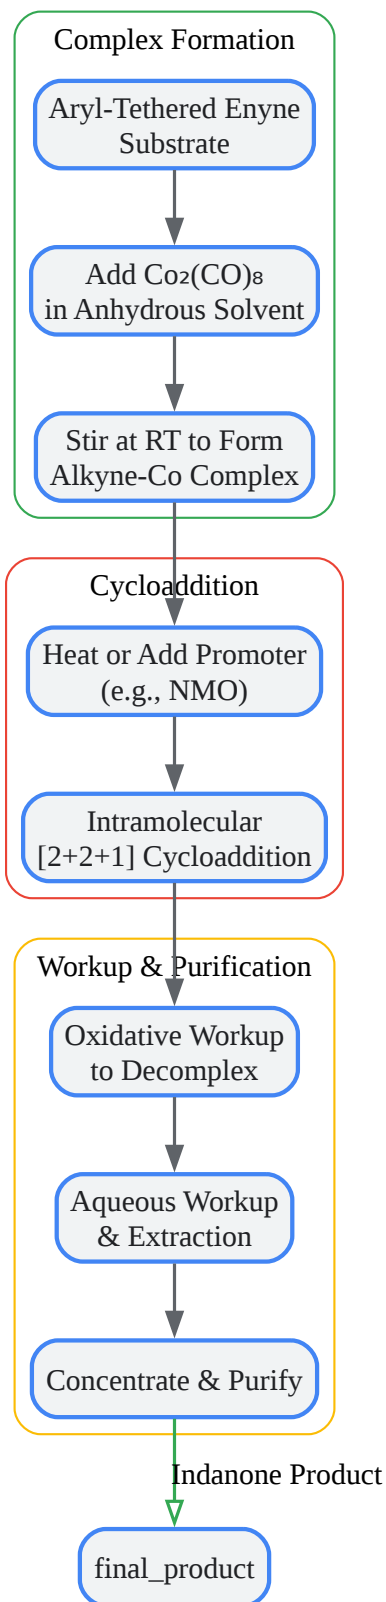 Complex Formation
Aryl-Tethered Enyne
Substrate
Add Co₂(CO)₈
in Anhydrous Solvent
Stir at RT to Form
Alkyne-Co Complex
Cycloaddition
Heat or Add Promoter
(e.g., NMO)
Intramolecular
[2+2+1] Cycloaddition
Workup & Purification
Oxidative Workup
to Decomplex
Aqueous Workup
& Extraction
Concentrate & Purify
Indanone Product
final_product